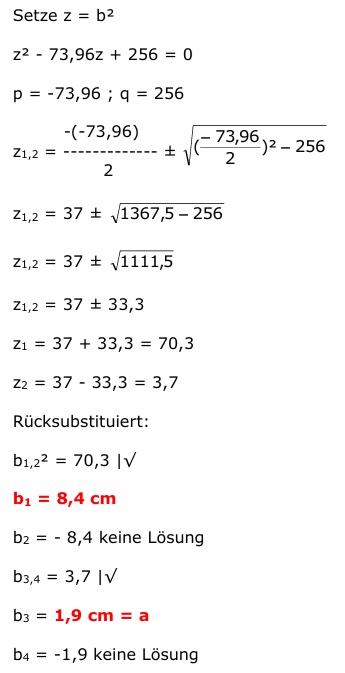 Setze z = b²
z² - 73,96z + 256 = 0
p = -73,96 ; q = 256
z₁,₂ = -(-73,96) / 2 ± √((– 73,96 / 2)² – 256)
z₁,₂ = 37 ± √(1367,5 – 256)
z₁,₂ = 37 ± √(1111,5)
z₁,₂ = 37 ± 33,3
z₁ = 37 + 33,3 = 70,3
z₂ = 37 - 33,3 = 3,7
Rücksubstituiert:
b₁,₂² = 70,3 |√
b₁ = 8,4 cm
b₂ = - 8,4 keine Lösung
b₃,₄ = 3,7 |√
b₃ = 1,9 cm = a
b₄ = -1,9 keine Lösung